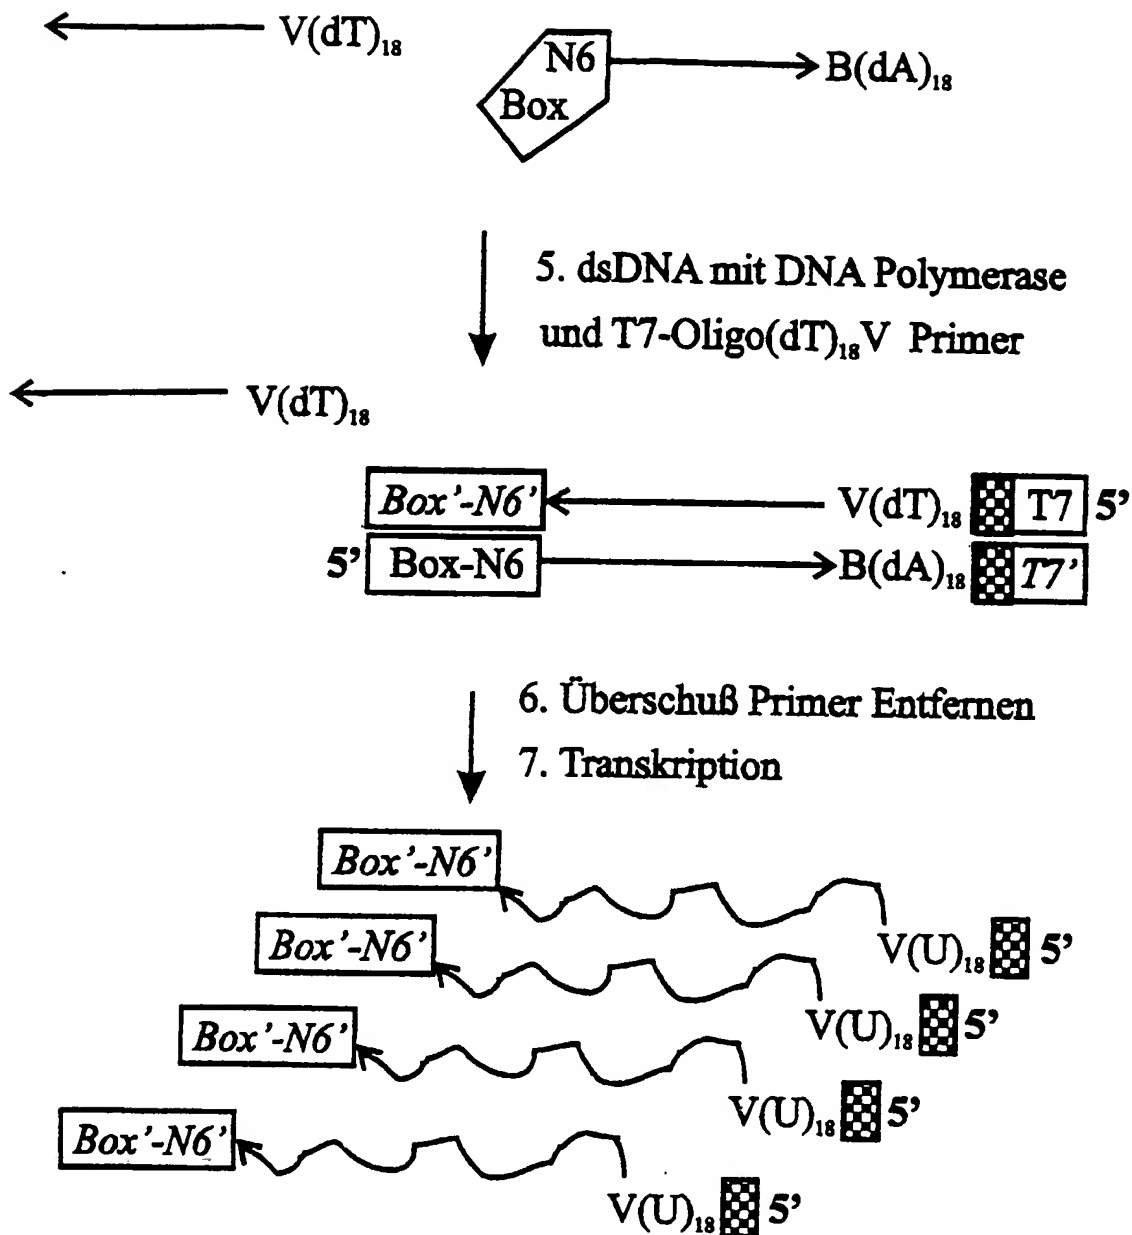 V(dT)₁₈
N6
Box
B(dA)₁₈
5. dsDNA mit DNA Polymerase
und T7-Oligo(dT)₁₈V Primer
V(dT)₁₈
Box’-N6’ V(dT)₁₈ T7 5’
5’ Box-N6 B(dA)₁₈ T7’
6. Überschuß Primer Entfernen
7. Transkription
Box’-N6’
V(U)₁₈ 5’
Box’-N6’
V(U)₁₈ 5’
Box’-N6’
V(U)₁₈ 5’
Box’-N6’
V(U)₁₈ 5’